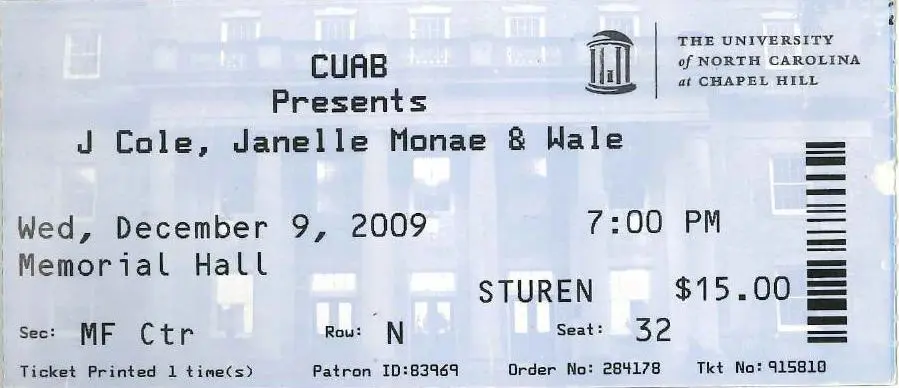 CUAB
Presents
J Cole, Janelle Monae & Wale
THE UNIVERSITY
of NORTH CAROLINA
at CHAPEL HILL
Wed, December 9, 2009 7:00 PM
Memorial Hall
STUREN $15.00
Sec: MF Ctr Row: N Seat: 32
Ticket Printed 1 time(s) Patron ID:83969 Order No: 284178 Tkt No: 915810